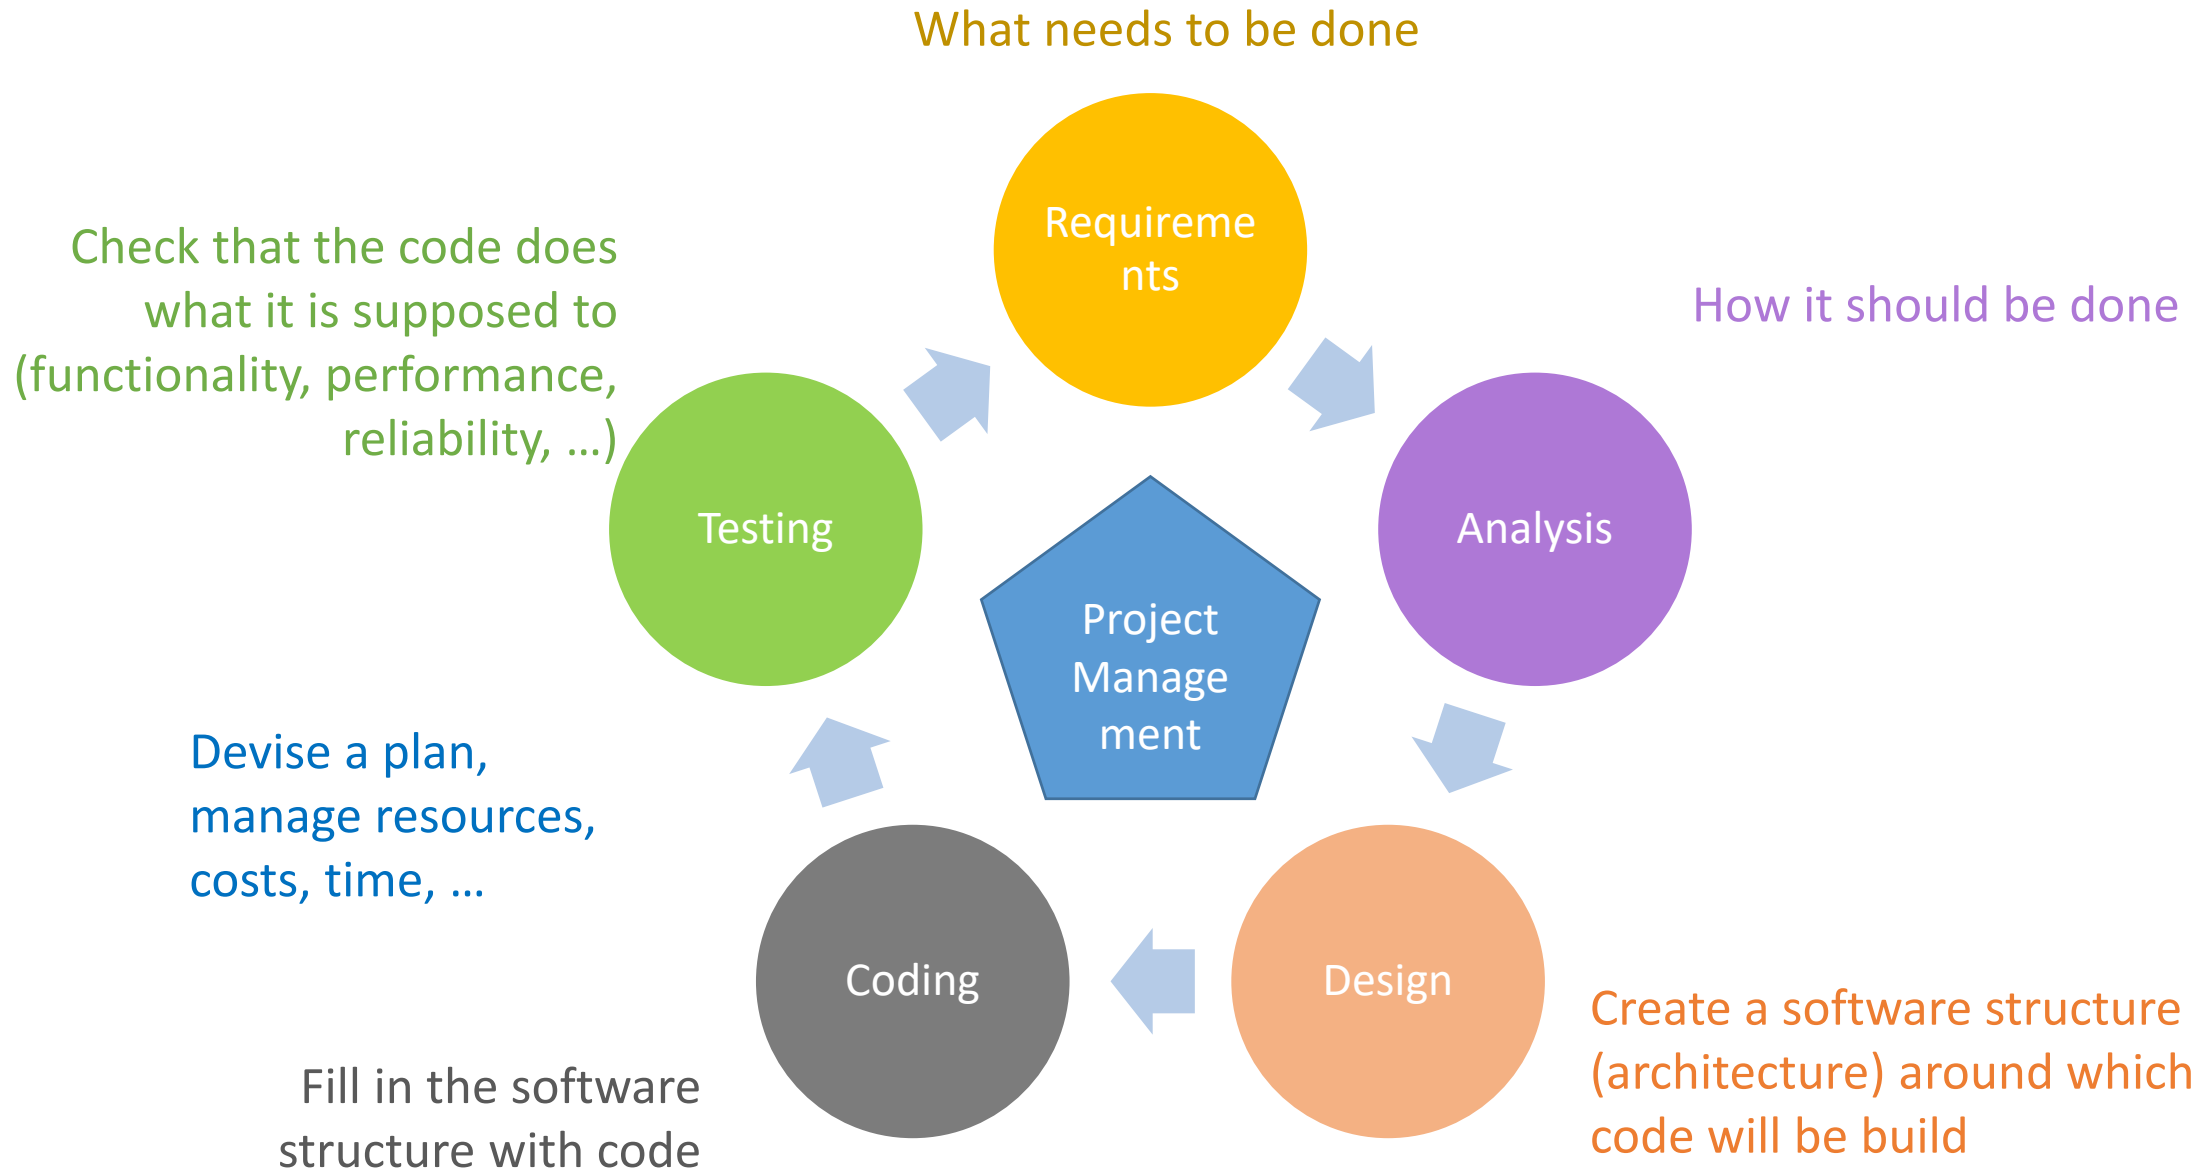 What needs to be done
Requireme
nts
Check that the code does
what it is supposed to
(functionality, performance,
reliability, ...)
How it should be done
Testing
Analysis
Project
Manage
ment
Devise a plan,
manage resources,
costs, time, ...
Coding
Design
Create a software structure
(architecture) around which
code will be build
Fill in the software
structure with code